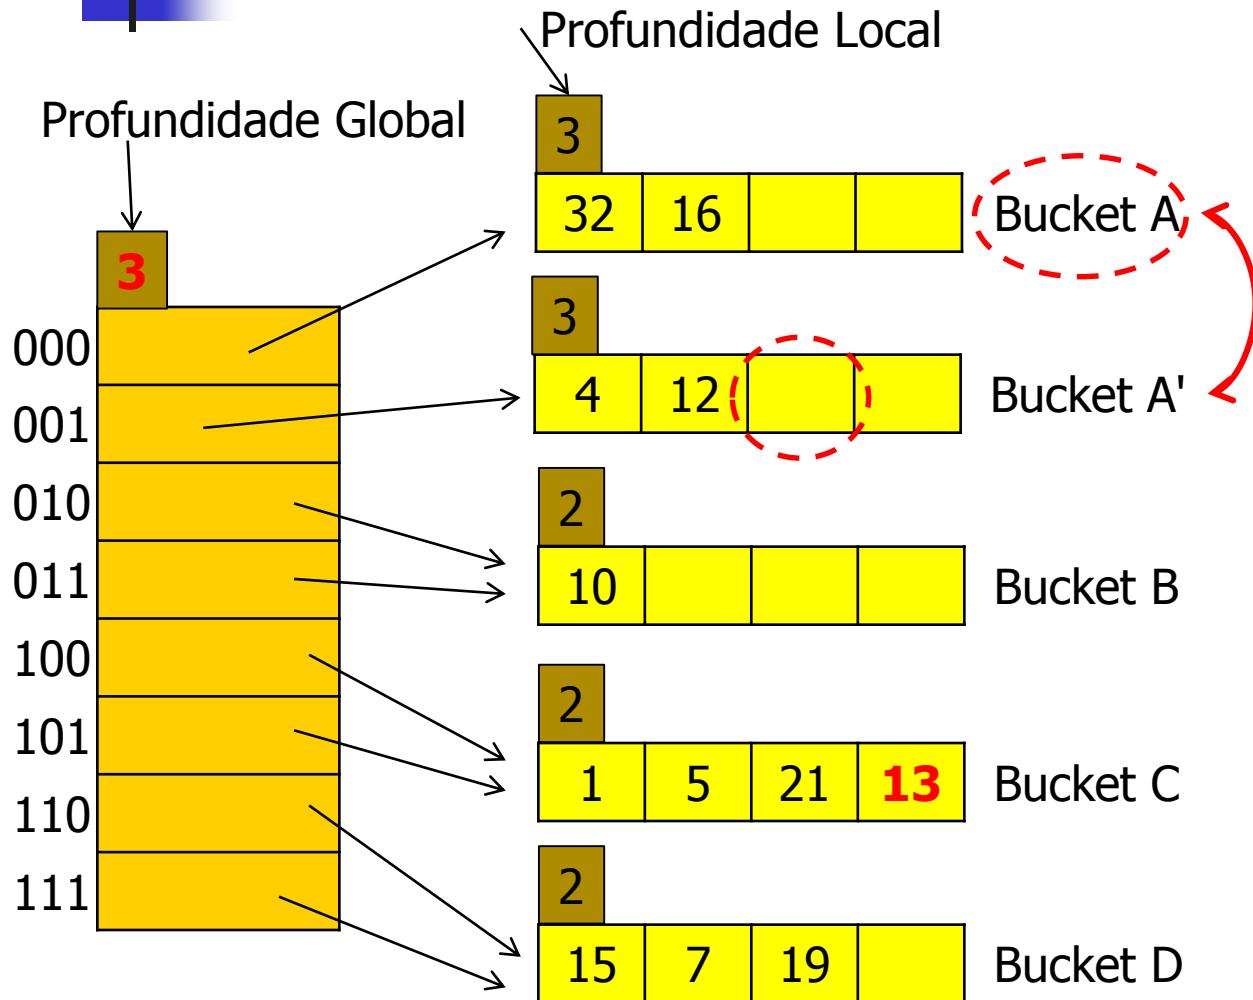 Profundidade Local
Profundidade Global
3
32 16
Bucket A
3
000
001
010
011
100
101
110
111
3
4 12
Bucket A'
2
10
Bucket B
2
1 5 21 13
Bucket C
2
15 7 19
Bucket D